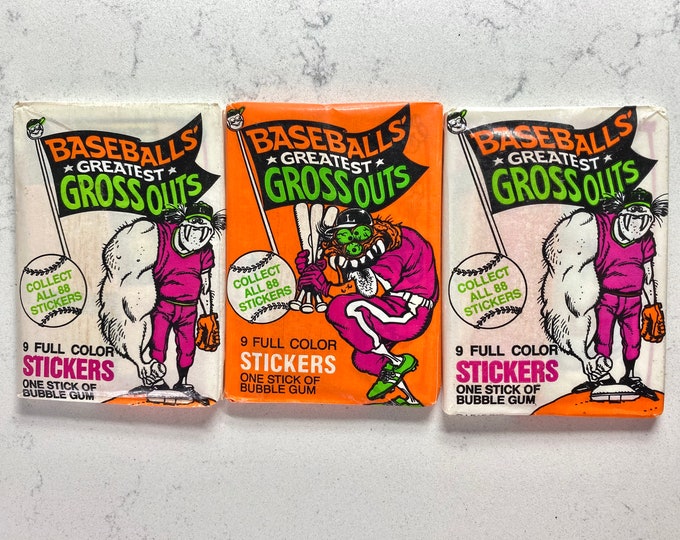 BASEBALLS'
GREATEST
GROSS OUTS
COLLECT
ALL 88
STICKERS
9 FULL COLOR
STICKERS
ONE STICK OF
BUBBLE GUM
BASEBALLS'
GREATEST
GROSS OUTS
COLLECT
ALL 88
STICKERS
9 FULL COLOR
STICKERS
ONE STICK OF
BUBBLE GUM
BASEBALLS'
GREATEST
GROSS OUTS
COLLECT
ALL 88
STICKERS
9 FULL COLOR
STICKERS
ONE STICK OF
BUBBLE GUM